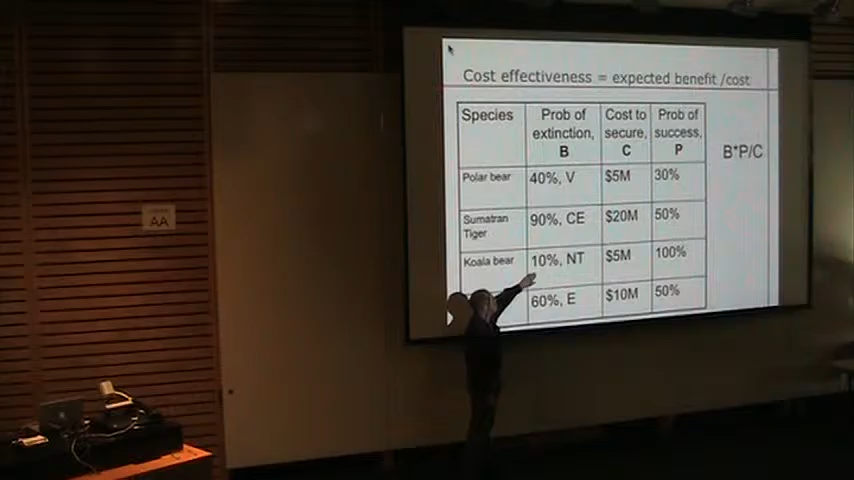 Cost effectiveness = expected benefit /cost
Species
Prob of extinction, B
Cost to secure, C
Prob of success, P
B*P/C
Polar bear
40%, V
$5M
30%
Sumatran Tiger
90%, CE
$20M
50%
Koala bear
10%, NT
$5M
100%
60%, E
$10M
50%
AA